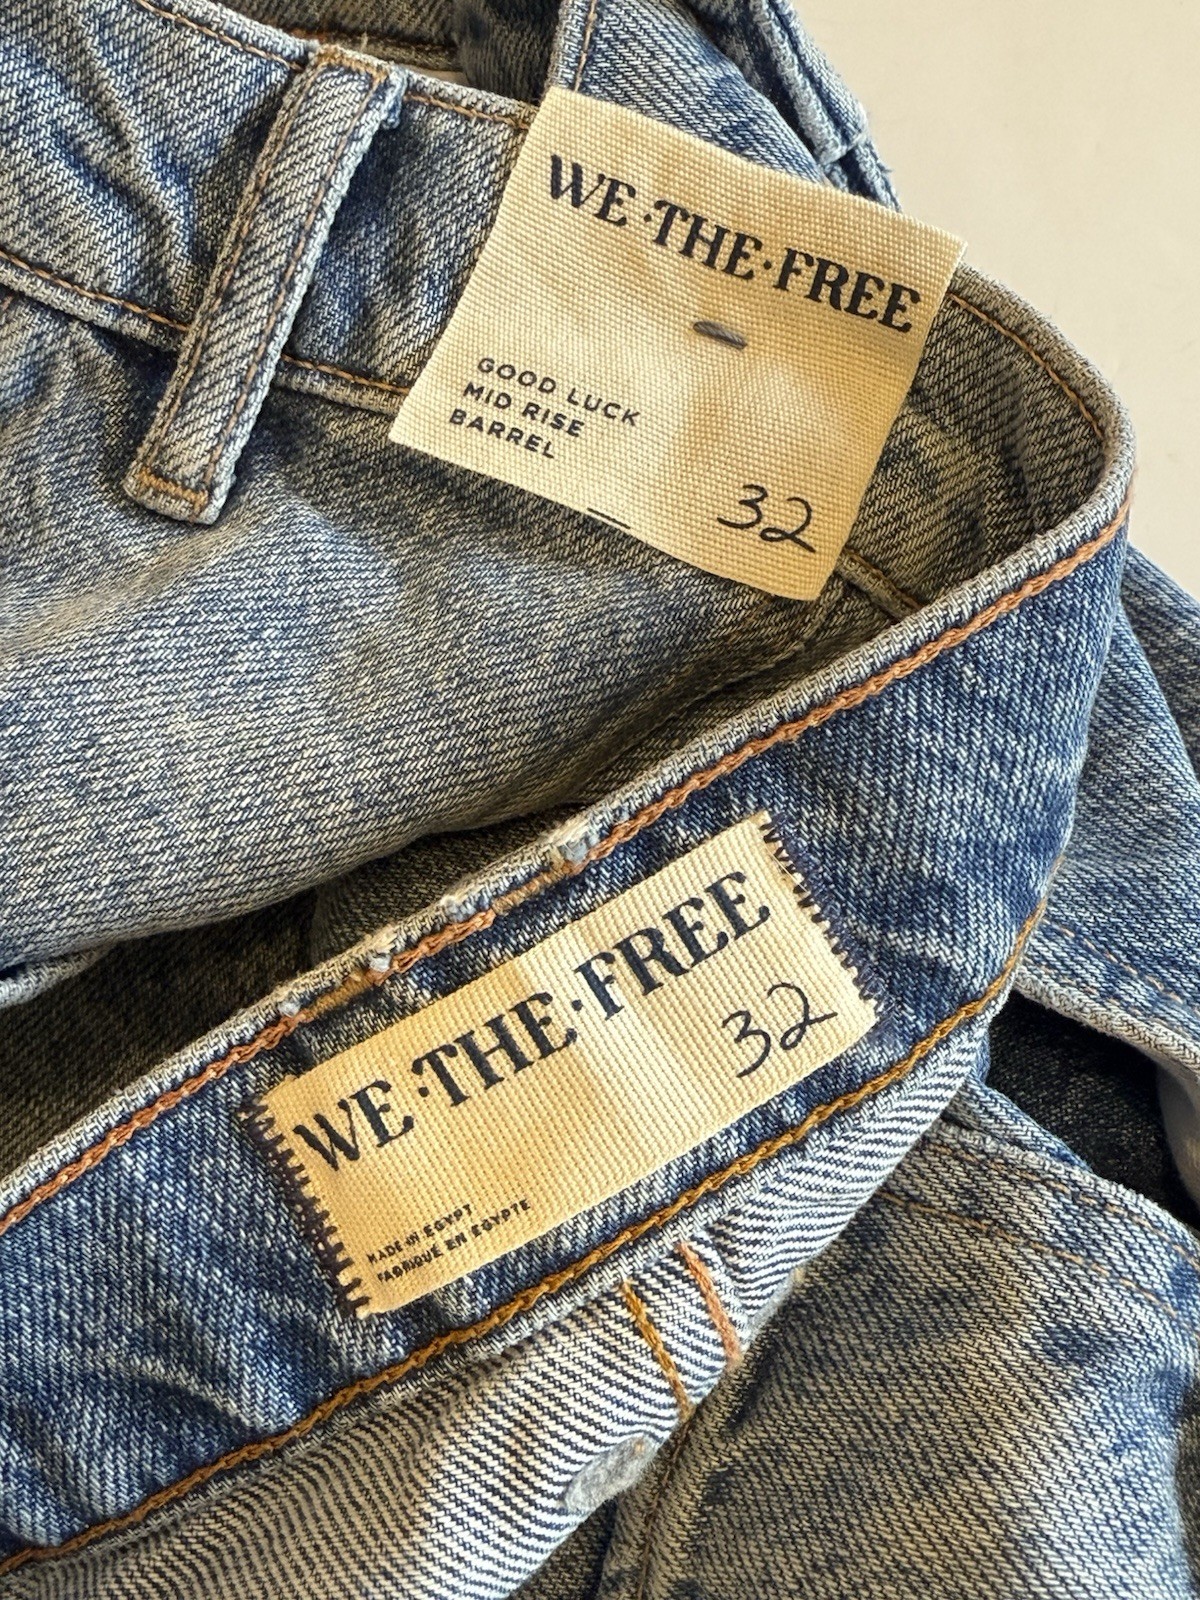 WE·THE·FREE
GOOD LUCK
MID RISE
BARREL
32
WE·THE·FREE
32
MADE IN EGYPT
FABRIQUÉ EN EGYPTE